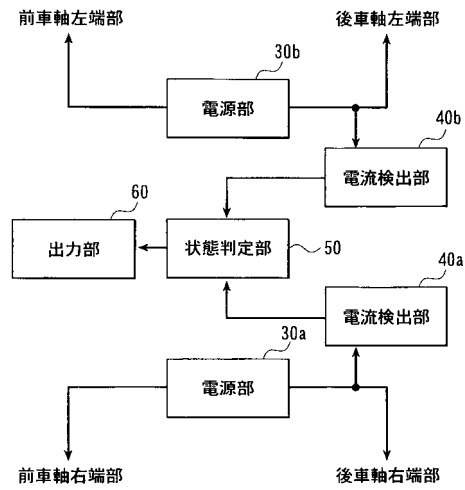 前車軸左端部
後車軸左端部
30b
電源部
40b
電流検出部
60
出力部
状態判定部
50
40a
電流検出部
30a
電源部
前車軸右端部
後車軸右端部